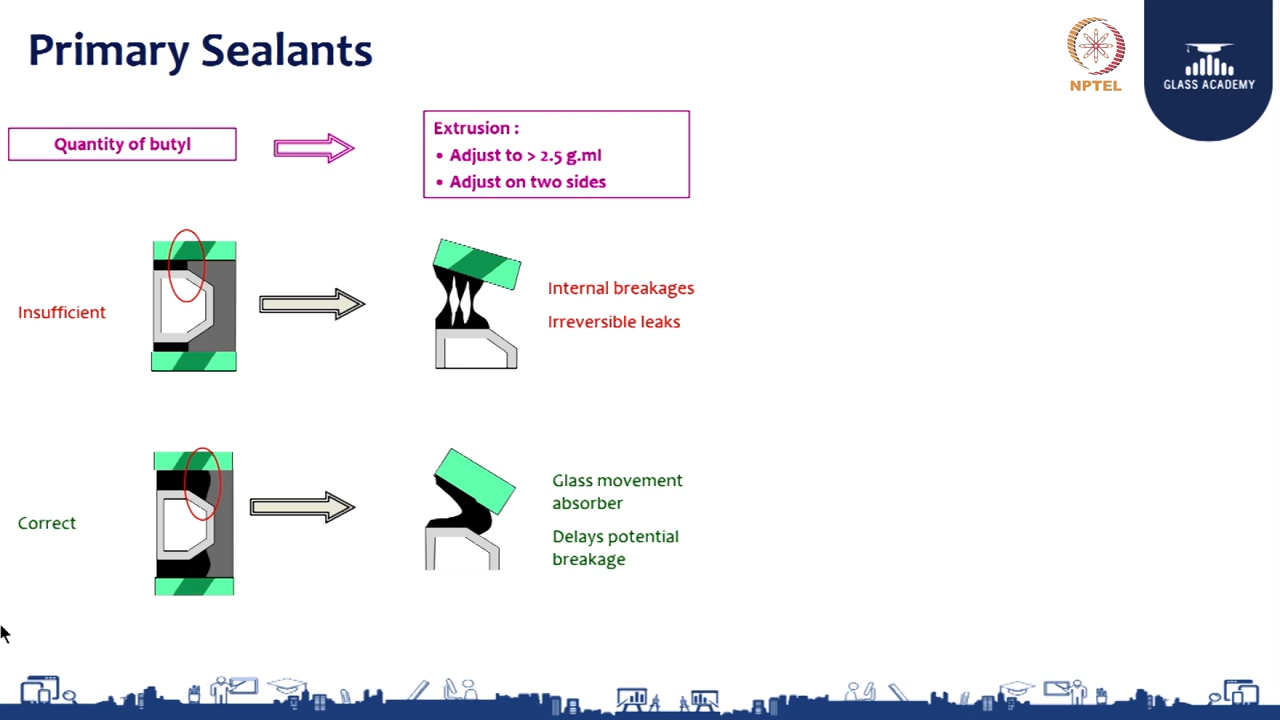 Primary Sealants
NPTEL
GLASS ACADEMY
Quantity of butyl
Extrusion :
• Adjust to > 2.5 g.ml
• Adjust on two sides
Insufficient
Internal breakages
Irreversible leaks
Correct
Glass movement
absorber
Delays potential
breakage